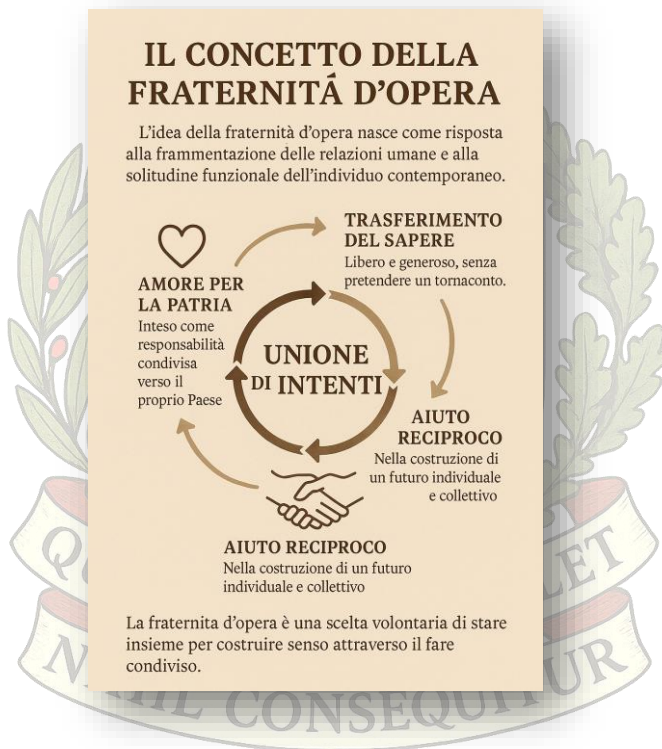 IL CONCETTO DELLA
FRATERNITÁ D'OPERA
L'idea della fraternità d'opera nasce come risposta
alla frammentazione delle relazioni umane e alla
solitudine funzionale dell'individuo contemporaneo.
TRASFERIMENTO
DEL SAPERE
Libero e generoso, senza
pretendere un tornaconto.
AMORE PER
LA PATRIA
Inteso come
responsabilità
condivisa
verso il
proprio Paese
UNIONE
DI INTENTI
AIUTO
RECIPROCO
Nella costruzione di
un futuro individuale
e collettivo
AIUTO RECIPROCO
Nella costruzione di un futuro
individuale e collettivo
La fraternita d'opera è una scelta volontaria di stare
insieme per costruire senso attraverso il fare
condiviso.
CONSEQUITUR